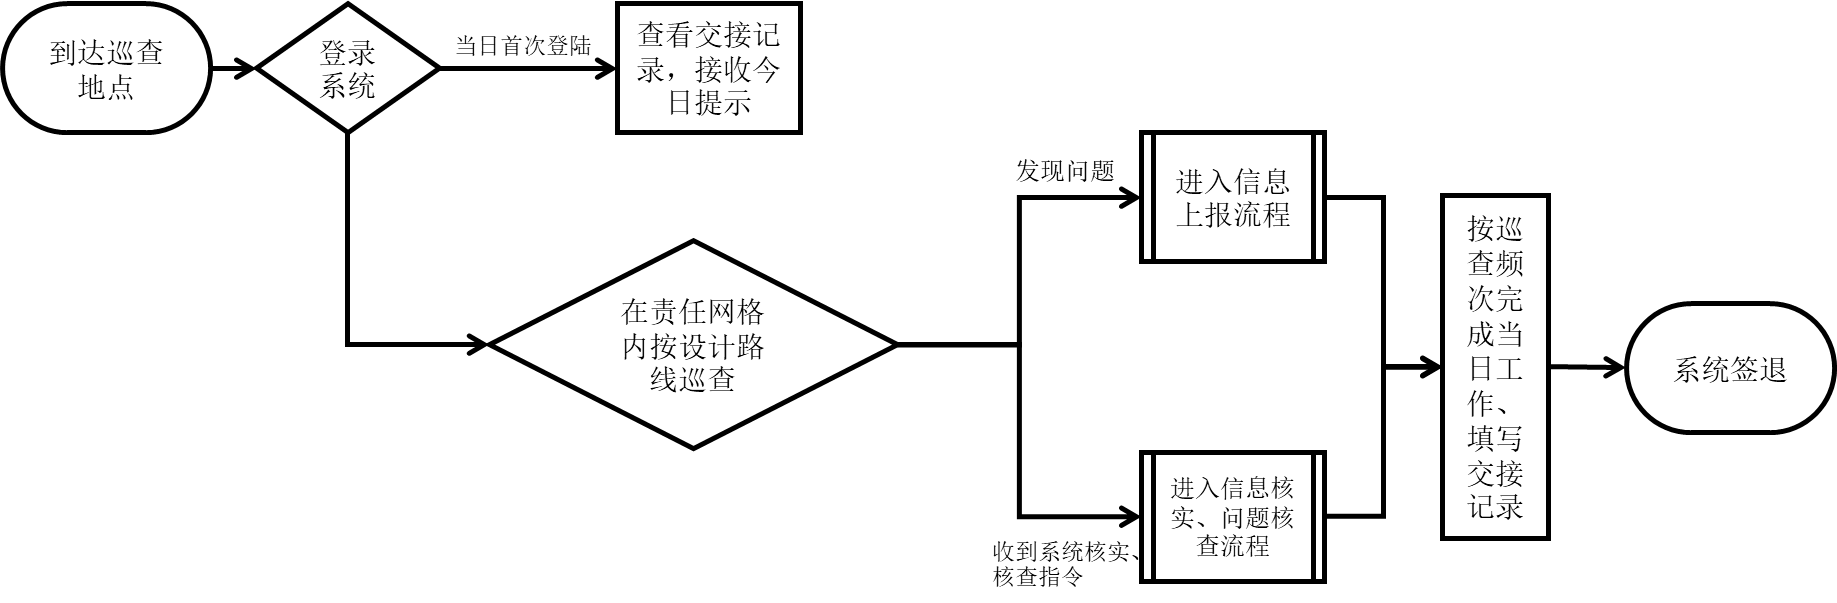 到达巡查
地点
登录
系统
当日首次登陆
查看交接记
录，接收今
日提示
在责任网格
内按设计路
线巡查
发现问题
进入信息
上报流程
收到系统核实、
核查指令
进入信息核
实、问题核
查流程
按巡
查频
次完
成当
日工
作、
填写
交接
记录
系统签退